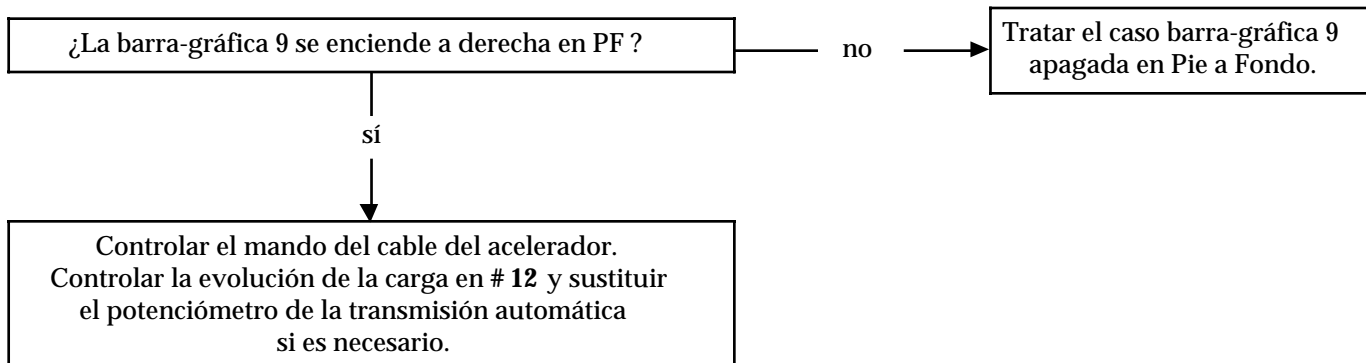 ¿La barra-gráfica 9 se enciende a derecha en PF ?
no
Tratar el caso barra-gráfica 9
apagada en Pie a Fondo.
sí
Controlar el mando del cable del acelerador.
Controlar la evolución de la carga en # 12 y sustituir
el potenciómetro de la transmisión automática
si es necesario.